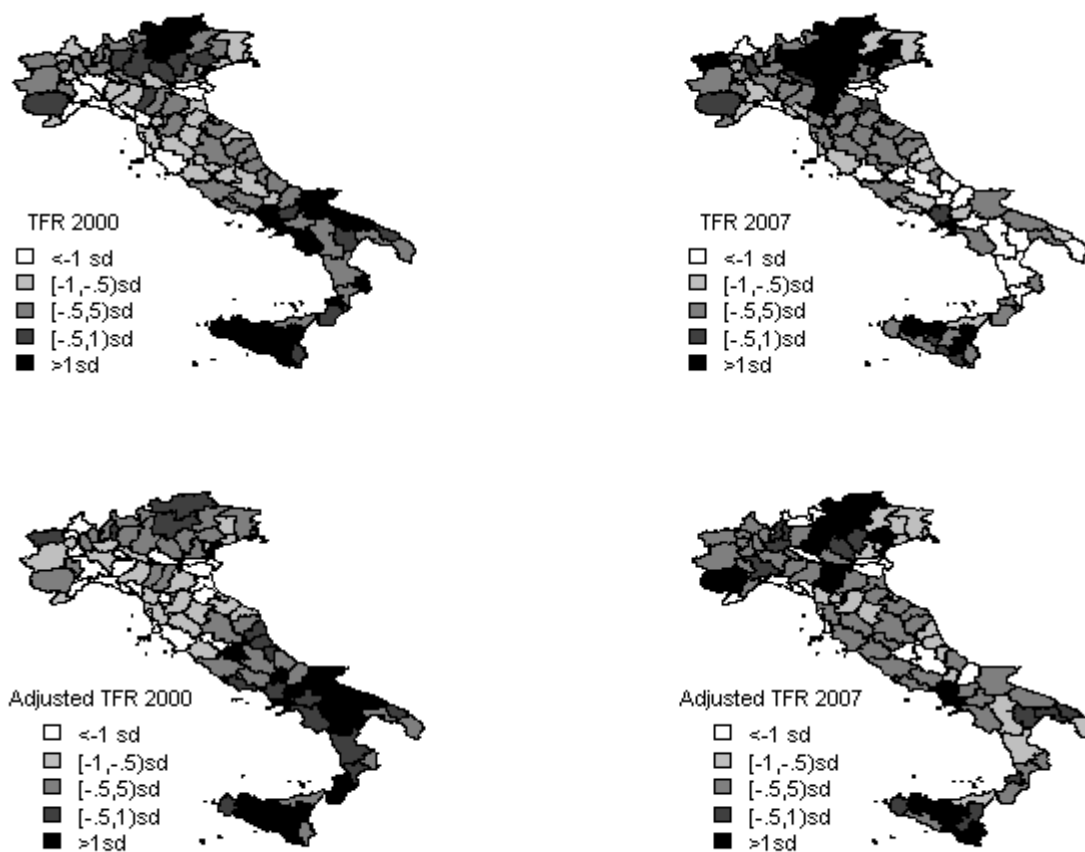 TFR 2000
<-1 sd
[-1,-.5)sd
[-.5,5)sd
[-.5,1)sd
>1sd
TFR 2007
<-1 sd
[-1,-.5)sd
[-.5,5)sd
[-.5,1)sd
>1sd
Adjusted TFR 2000
<-1 sd
[-1,-.5)sd
[-.5,5)sd
[-.5,1)sd
>1sd
Adjusted TFR 2007
<-1 sd
[-1,-.5)sd
[-.5,5)sd
[-.5,1)sd
>1sd